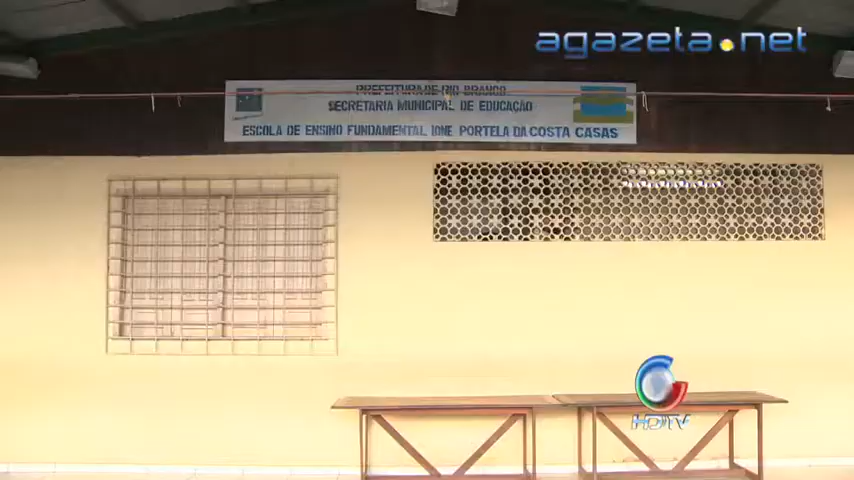 agazeta.net
PREFEITURA DE RIO BRANCO
SECRETARIA MUNICIPAL DE EDUCAÇÃO
ESCOLA DE ENSINO FUNDAMENTAL IONE PORTELA DA COSTA CASAS
HDTV